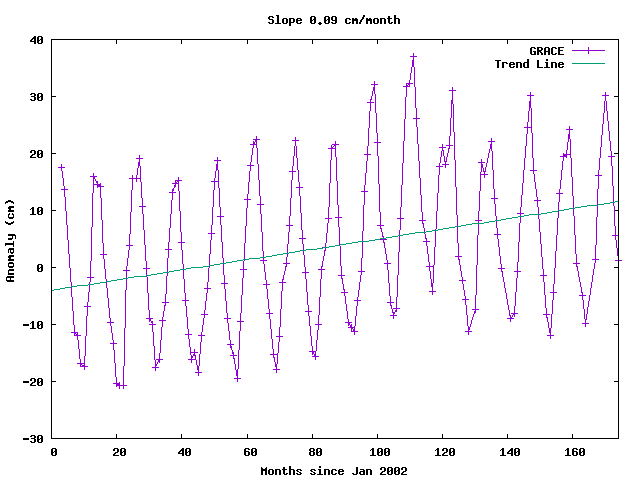 Slope 0.09 cm/month
GRACE
Trend Line
Anomaly (cm)
40
30
20
10
0
-10
-20
-30
0 20 40 60 80 100 120 140 160
Months since Jan 2002